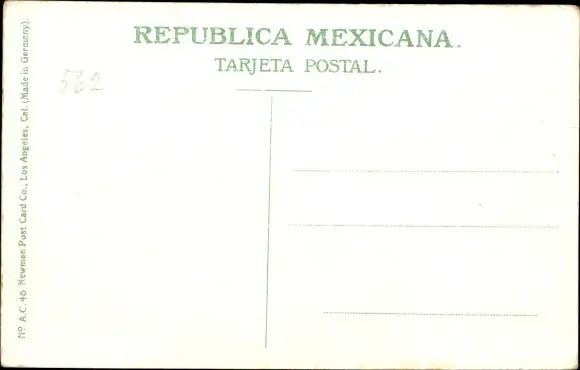 REPUBLICA MEXICANA.
TARJETA POSTAL.
562
Nº A.C. 46 Newman Post Card Co., Los Angeles, Cal. (Made in Germany).